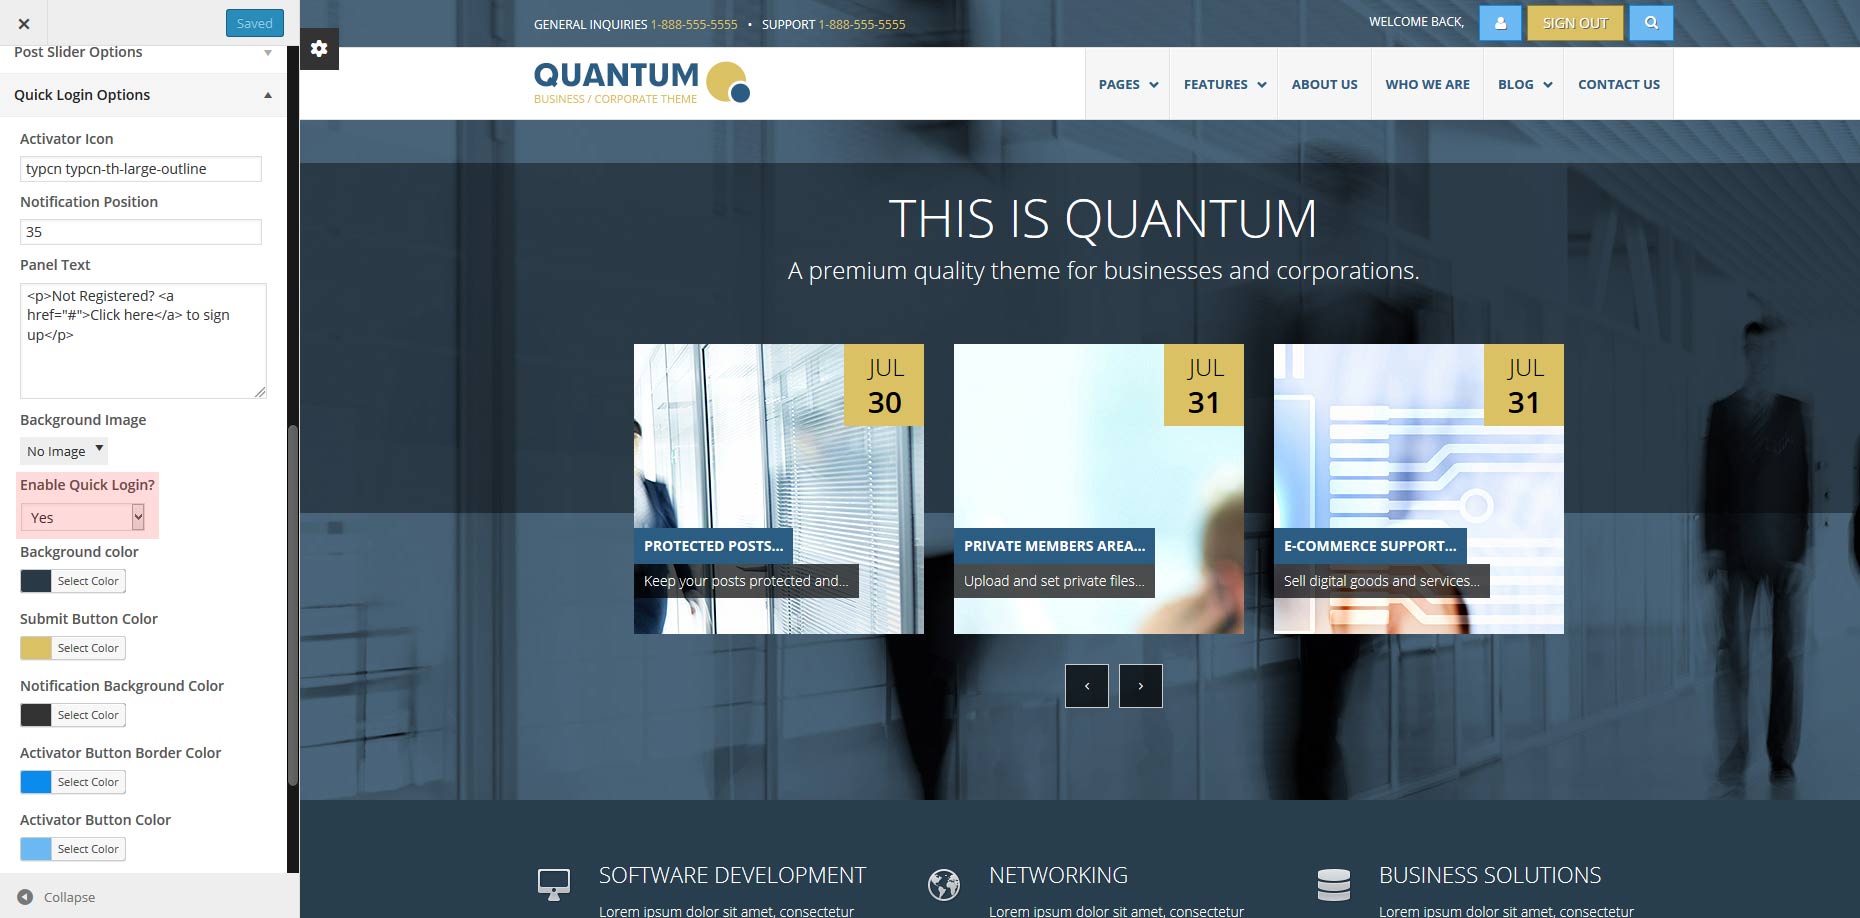 Saved
Post Slider Options
Quick Login Options
Activator Icon
typcn typcn-th-large-outline
Notification Position
35
Panel Text
<p>Not Registered? <a
href="#">Click here</a> to sign
up</p>
Background Image
No Image
Enable Quick Login?
Yes
Background color
Select Color
Submit Button Color
Select Color
Notification Background Color
Select Color
Activator Button Border Color
Select Color
Activator Button Color
Select Color
Collapse
GENERAL INQUIRIES 1-888-555-5555 • SUPPORT 1-888-555-5555
WELCOME BACK,
SIGN OUT
QUANTUM
BUSINESS / CORPORATE THEME
PAGES FEATURES ABOUT US WHO WE ARE BLOG CONTACT US
THIS IS QUANTUM
A premium quality theme for businesses and corporations.
JUL
30
PROTECTED POSTS...
Keep your posts protected and...
JUL
31
PRIVATE MEMBERS AREA...
Upload and set private files...
JUL
31
E-COMMERCE SUPPORT...
Sell digital goods and services...
SOFTWARE DEVELOPMENT
Lorem ipsum dolor sit amet, consectetur
NETWORKING
Lorem ipsum dolor sit amet, consectetur
BUSINESS SOLUTIONS
Lorem ipsum dolor sit amet, consectetur